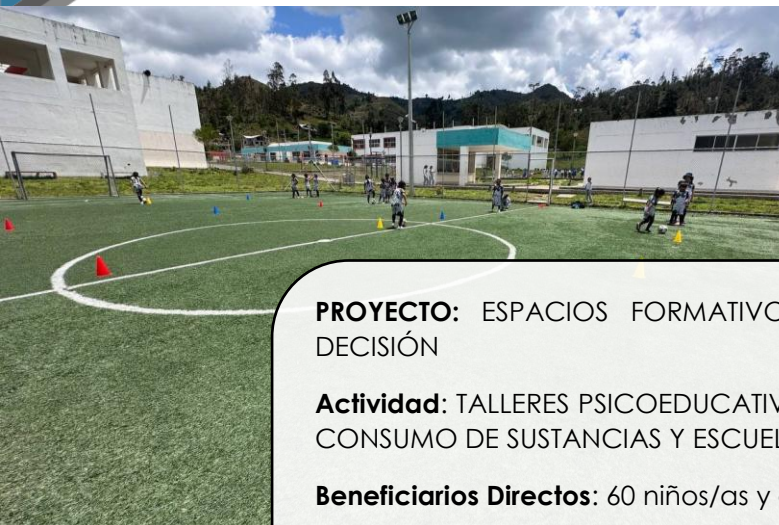 PROYECTO: ESPACIOS FORMATIVO
DECISIÓN
Actividad: TALLERES PSICOEDUCATIV
CONSUMO DE SUSTANCIAS Y ESCUEL
Beneficiarios Directos: 60 niños/as y